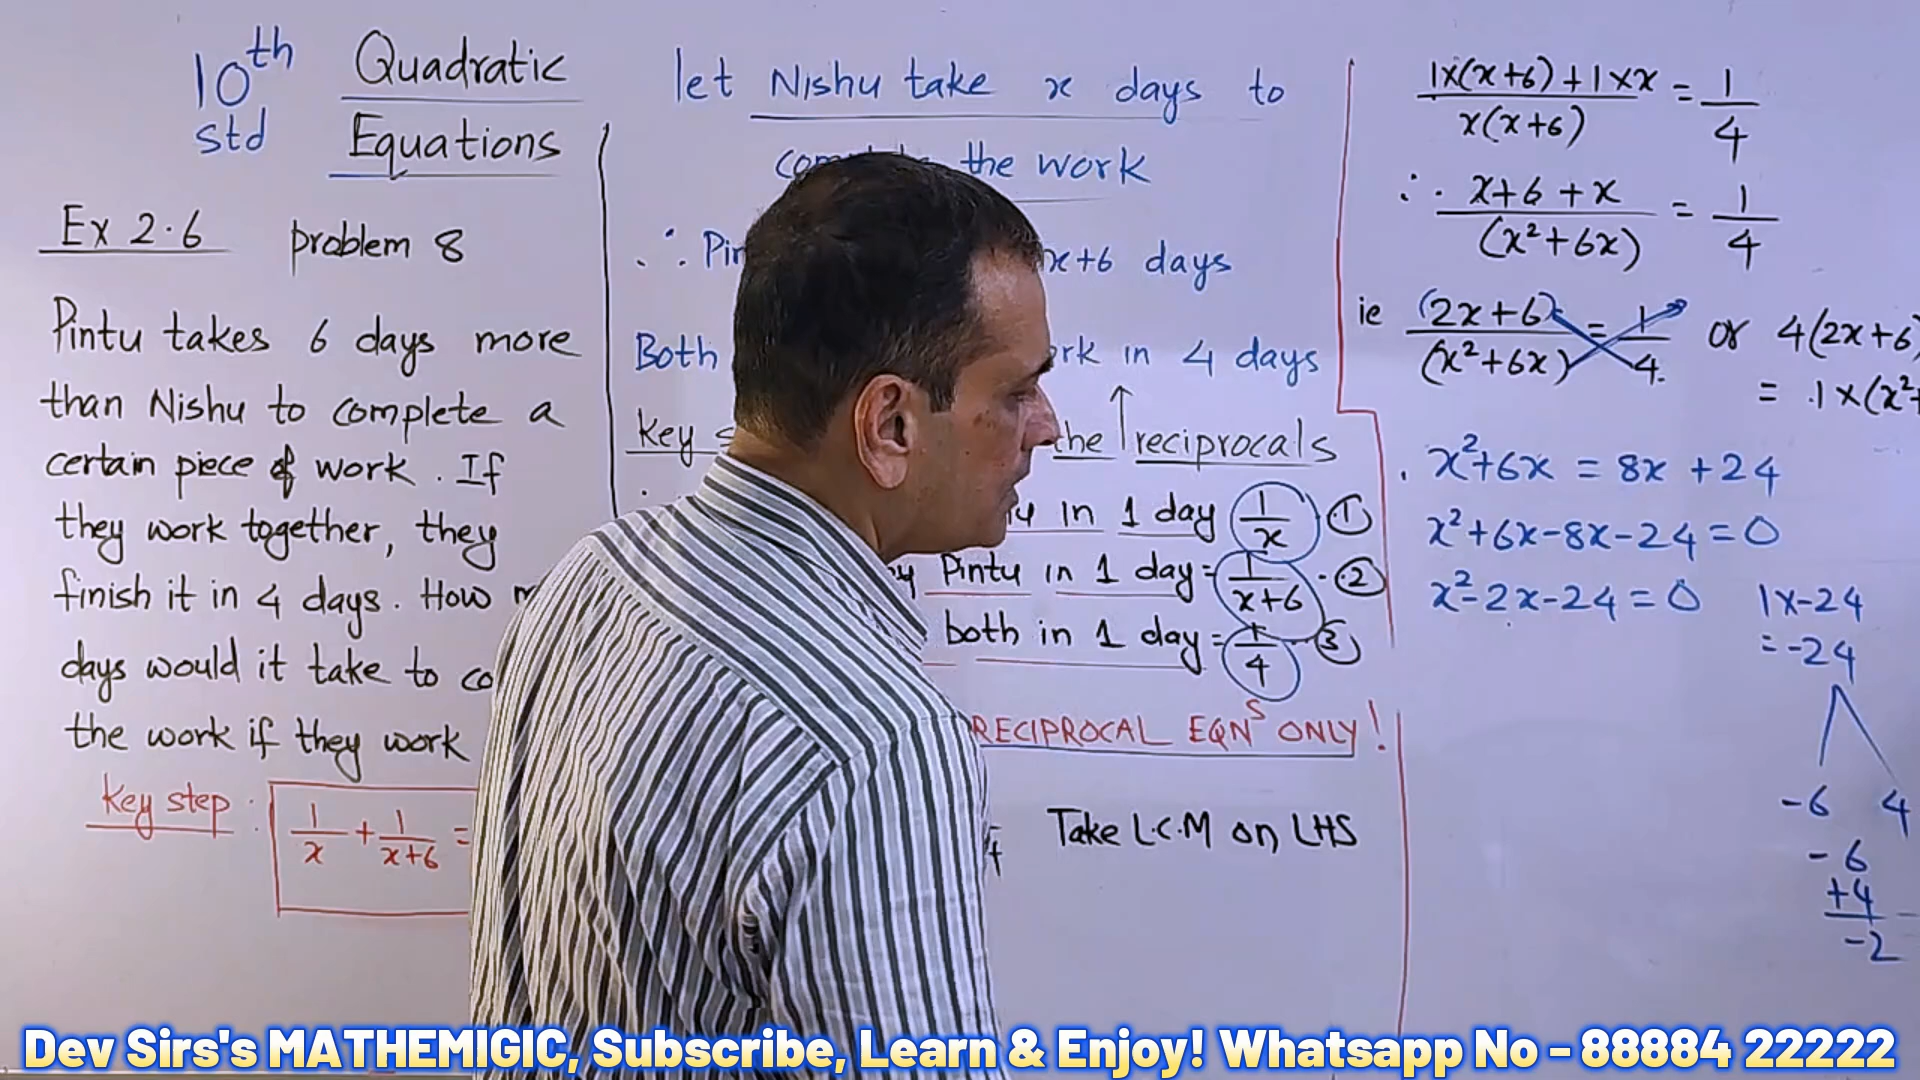 10th
std
Quadratic
Equations
Ex 2.6 problem 8
Pintu takes 6 days more
than Nishu to complete a
certain piece of work. If
they work together, they
finish it in 4 days. How
days would it take to
the work if they work
Key step :
1/x + 1/(x+6) =
let Nishu take x days to
the work
∴ x+6 days
Both in 4 days
Key the reciprocals
in 1 day 1/x ①
Pintu in 1 day = 1/(x+6) ②
both in 1 day = 1/4 ③
RECIPROCAL EQNS ONLY!
Take L.C.M on LHS
(1×(x+6)+1×x)/(x(x+6)) = 1/4
∴ (x+6+x)/(x²+6x) = 1/4
ie (2x+6)/(x²+6x) = 1/4 or 4(2x+6)
= 1×(x²+
x²+6x = 8x+24
x²+6x-8x-24=0
x²-2x-24=0
1x-24
=-24
-6 4
-6
+4
-2
Dev Sirs's MATHEMIGIC, Subscribe, Learn & Enjoy! Whatsapp No - 88884 22222